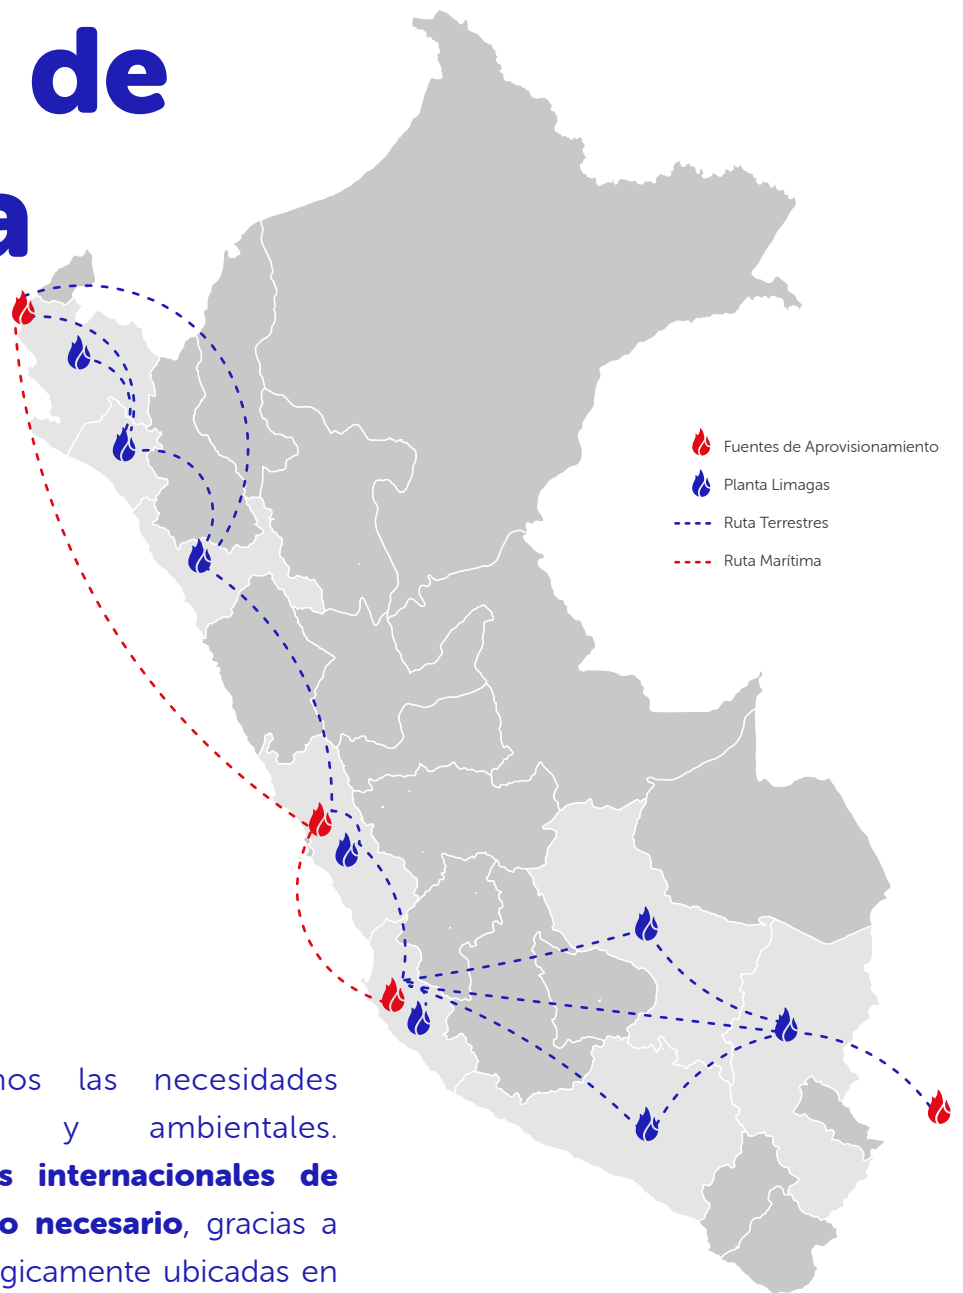 de
a
Fuentes de Aprovisionamiento
Planta Limagas
Ruta Terrestres
Ruta Marítima
nos las necesidades
y ambientales.
s internacionales de
o necesario, gracias a
gicamente ubicadas en